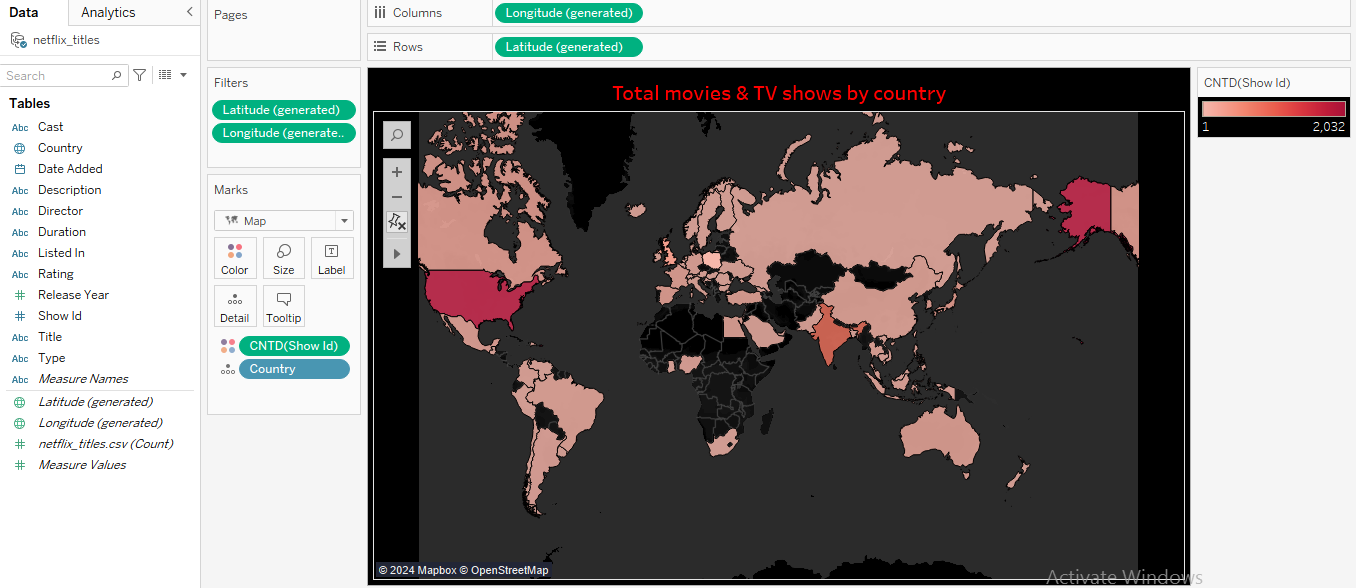 Data
Analytics
netflix_titles
Search
Tables
Abc Cast
Country
Date Added
Abc Description
Abc Director
Abc Duration
Abc Listed In
Abc Rating
Release Year
Show Id
Abc Title
Abc Type
Abc Measure Names
Latitude (generated)
Longitude (generated)
netflix_titles.csv (Count)
Measure Values
Pages
Filters
Latitude (generated)
Longitude (generate..
Marks
Map
Color
Size
Label
Detail
Tooltip
CNTD(Show Id)
Country
Columns
Longitude (generated)
Rows
Latitude (generated)
Total movies & TV shows by country
© 2024 Mapbox © OpenStreetMap
CNTD(Show Id)
1
2,032
Activate Windows